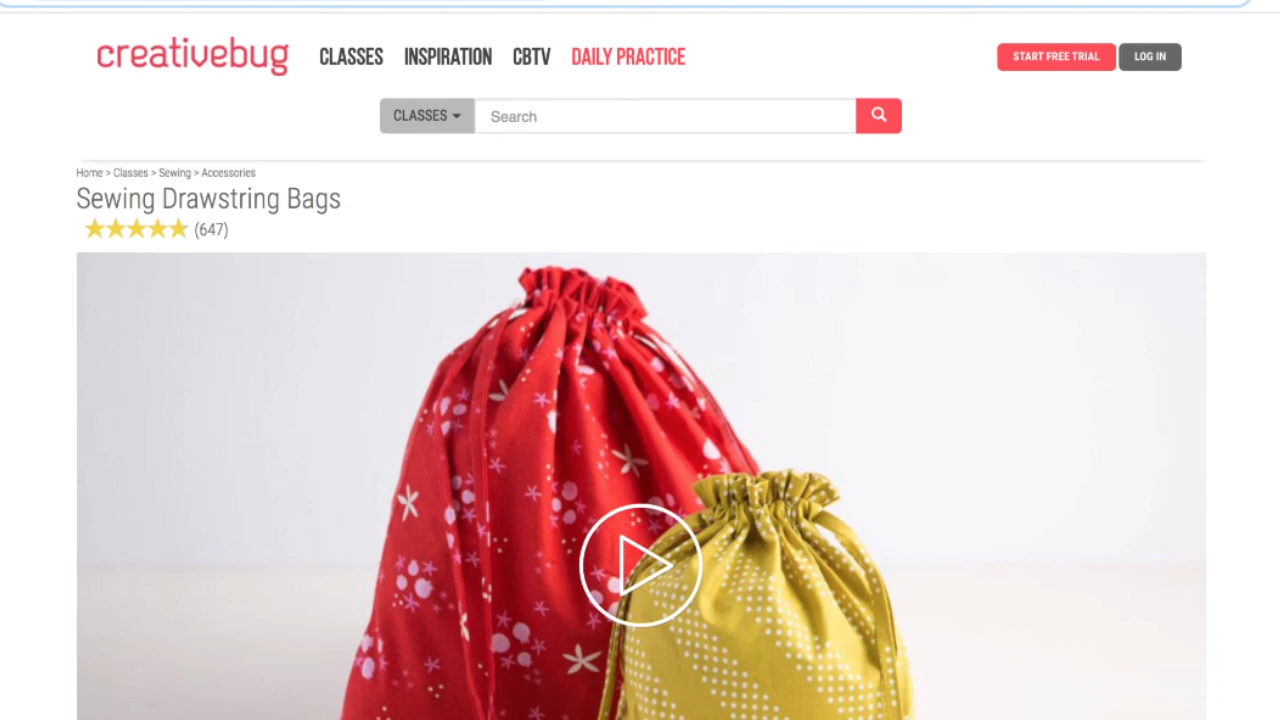 creativebug CLASSES INSPIRATION CBTV DAILY PRACTICE START FREE TRIAL LOG IN
CLASSES Search
Home > Classes > Sewing > Accessories
Sewing Drawstring Bags
(647)